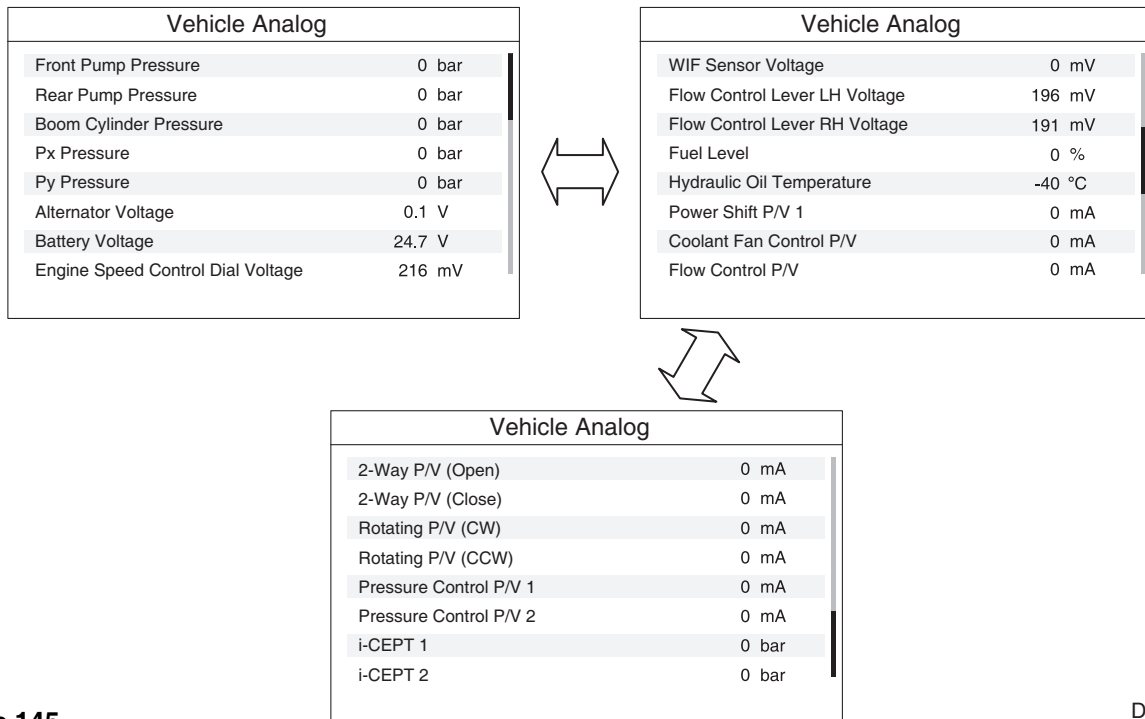 Vehicle Analog
Front Pump Pressure 0 bar
Rear Pump Pressure 0 bar
Boom Cylinder Pressure 0 bar
Px Pressure 0 bar
Py Pressure 0 bar
Alternator Voltage 0.1 V
Battery Voltage 24.7 V
Engine Speed Control Dial Voltage 216 mV
Vehicle Analog
WIF Sensor Voltage 0 mV
Flow Control Lever LH Voltage 196 mV
Flow Control Lever RH Voltage 191 mV
Fuel Level 0 %
Hydraulic Oil Temperature -40 °C
Power Shift P/V 1 0 mA
Coolant Fan Control P/V 0 mA
Flow Control P/V 0 mA
Vehicle Analog
2-Way P/V (Open) 0 mA
2-Way P/V (Close) 0 mA
Rotating P/V (CW) 0 mA
Rotating P/V (CCW) 0 mA
Pressure Control P/V 1 0 mA
Pressure Control P/V 2 0 mA
i-CEPT 1 0 bar
i-CEPT 2 0 bar